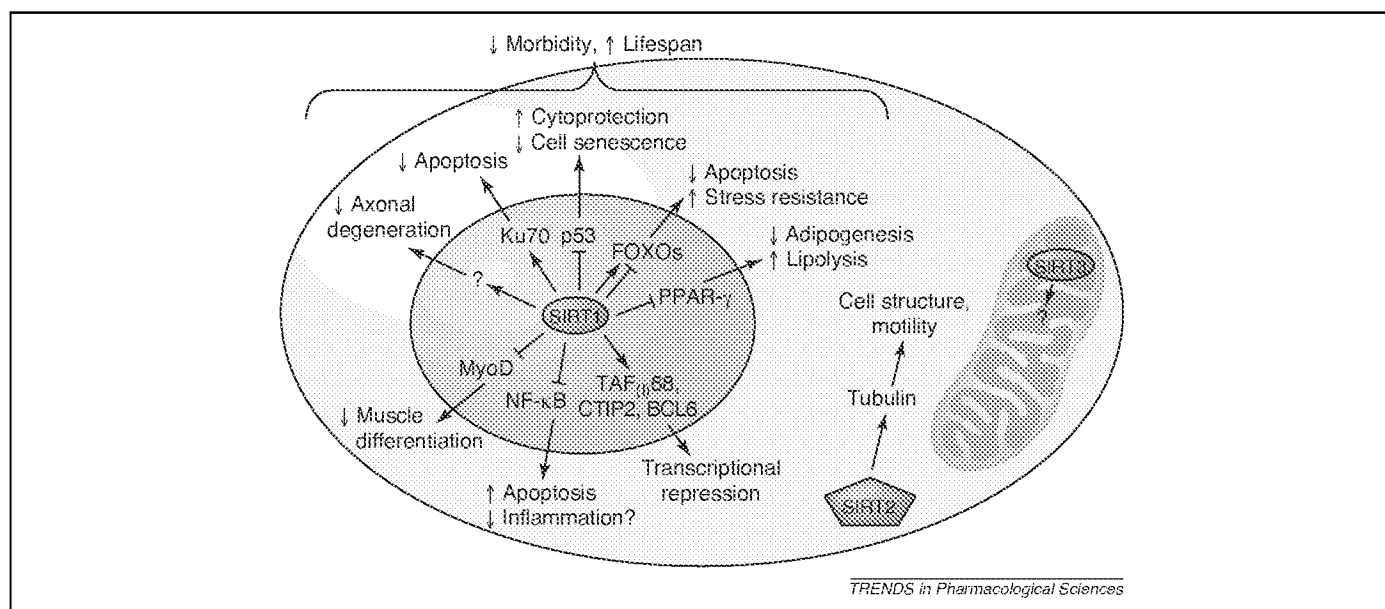 ↓ Morbidity, ↑ Lifespan
↑ Cytoprotection
↓ Cell senescence
↓ Apoptosis
↓ Apoptosis
↑ Stress resistance
↓ Axonal
degeneration
Ku70
p53
FOXOs
↓ Adipogenesis
↑ Lipolysis
?
PPAR-γ
SIRT1
SIRT3
?
Cell structure,
motility
MyoD
NF-κB
TAF(I)68,
CTIP2, BCL6
Tubulin
↓ Muscle
differentiation
Transcriptional
repression
↑ Apoptosis
↓ Inflammation?
SIRT2
TRENDS in Pharmacological Sciences